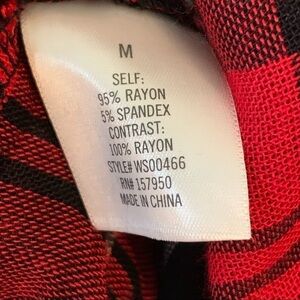 M
SELF:
95% RAYON
5% SPANDEX
CONTRAST:
100% RAYON
STYLE# WS00466
RN# 157950
MADE IN CHINA